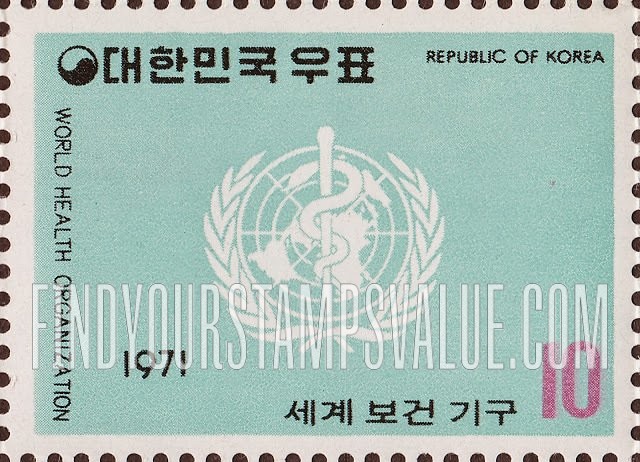 대한민국 우표
REPUBLIC OF KOREA
WORLD HEALTH ORGANIZATION
FINDYOURSTAMPSVALUE.COM
1971
세계 보건 기구
10